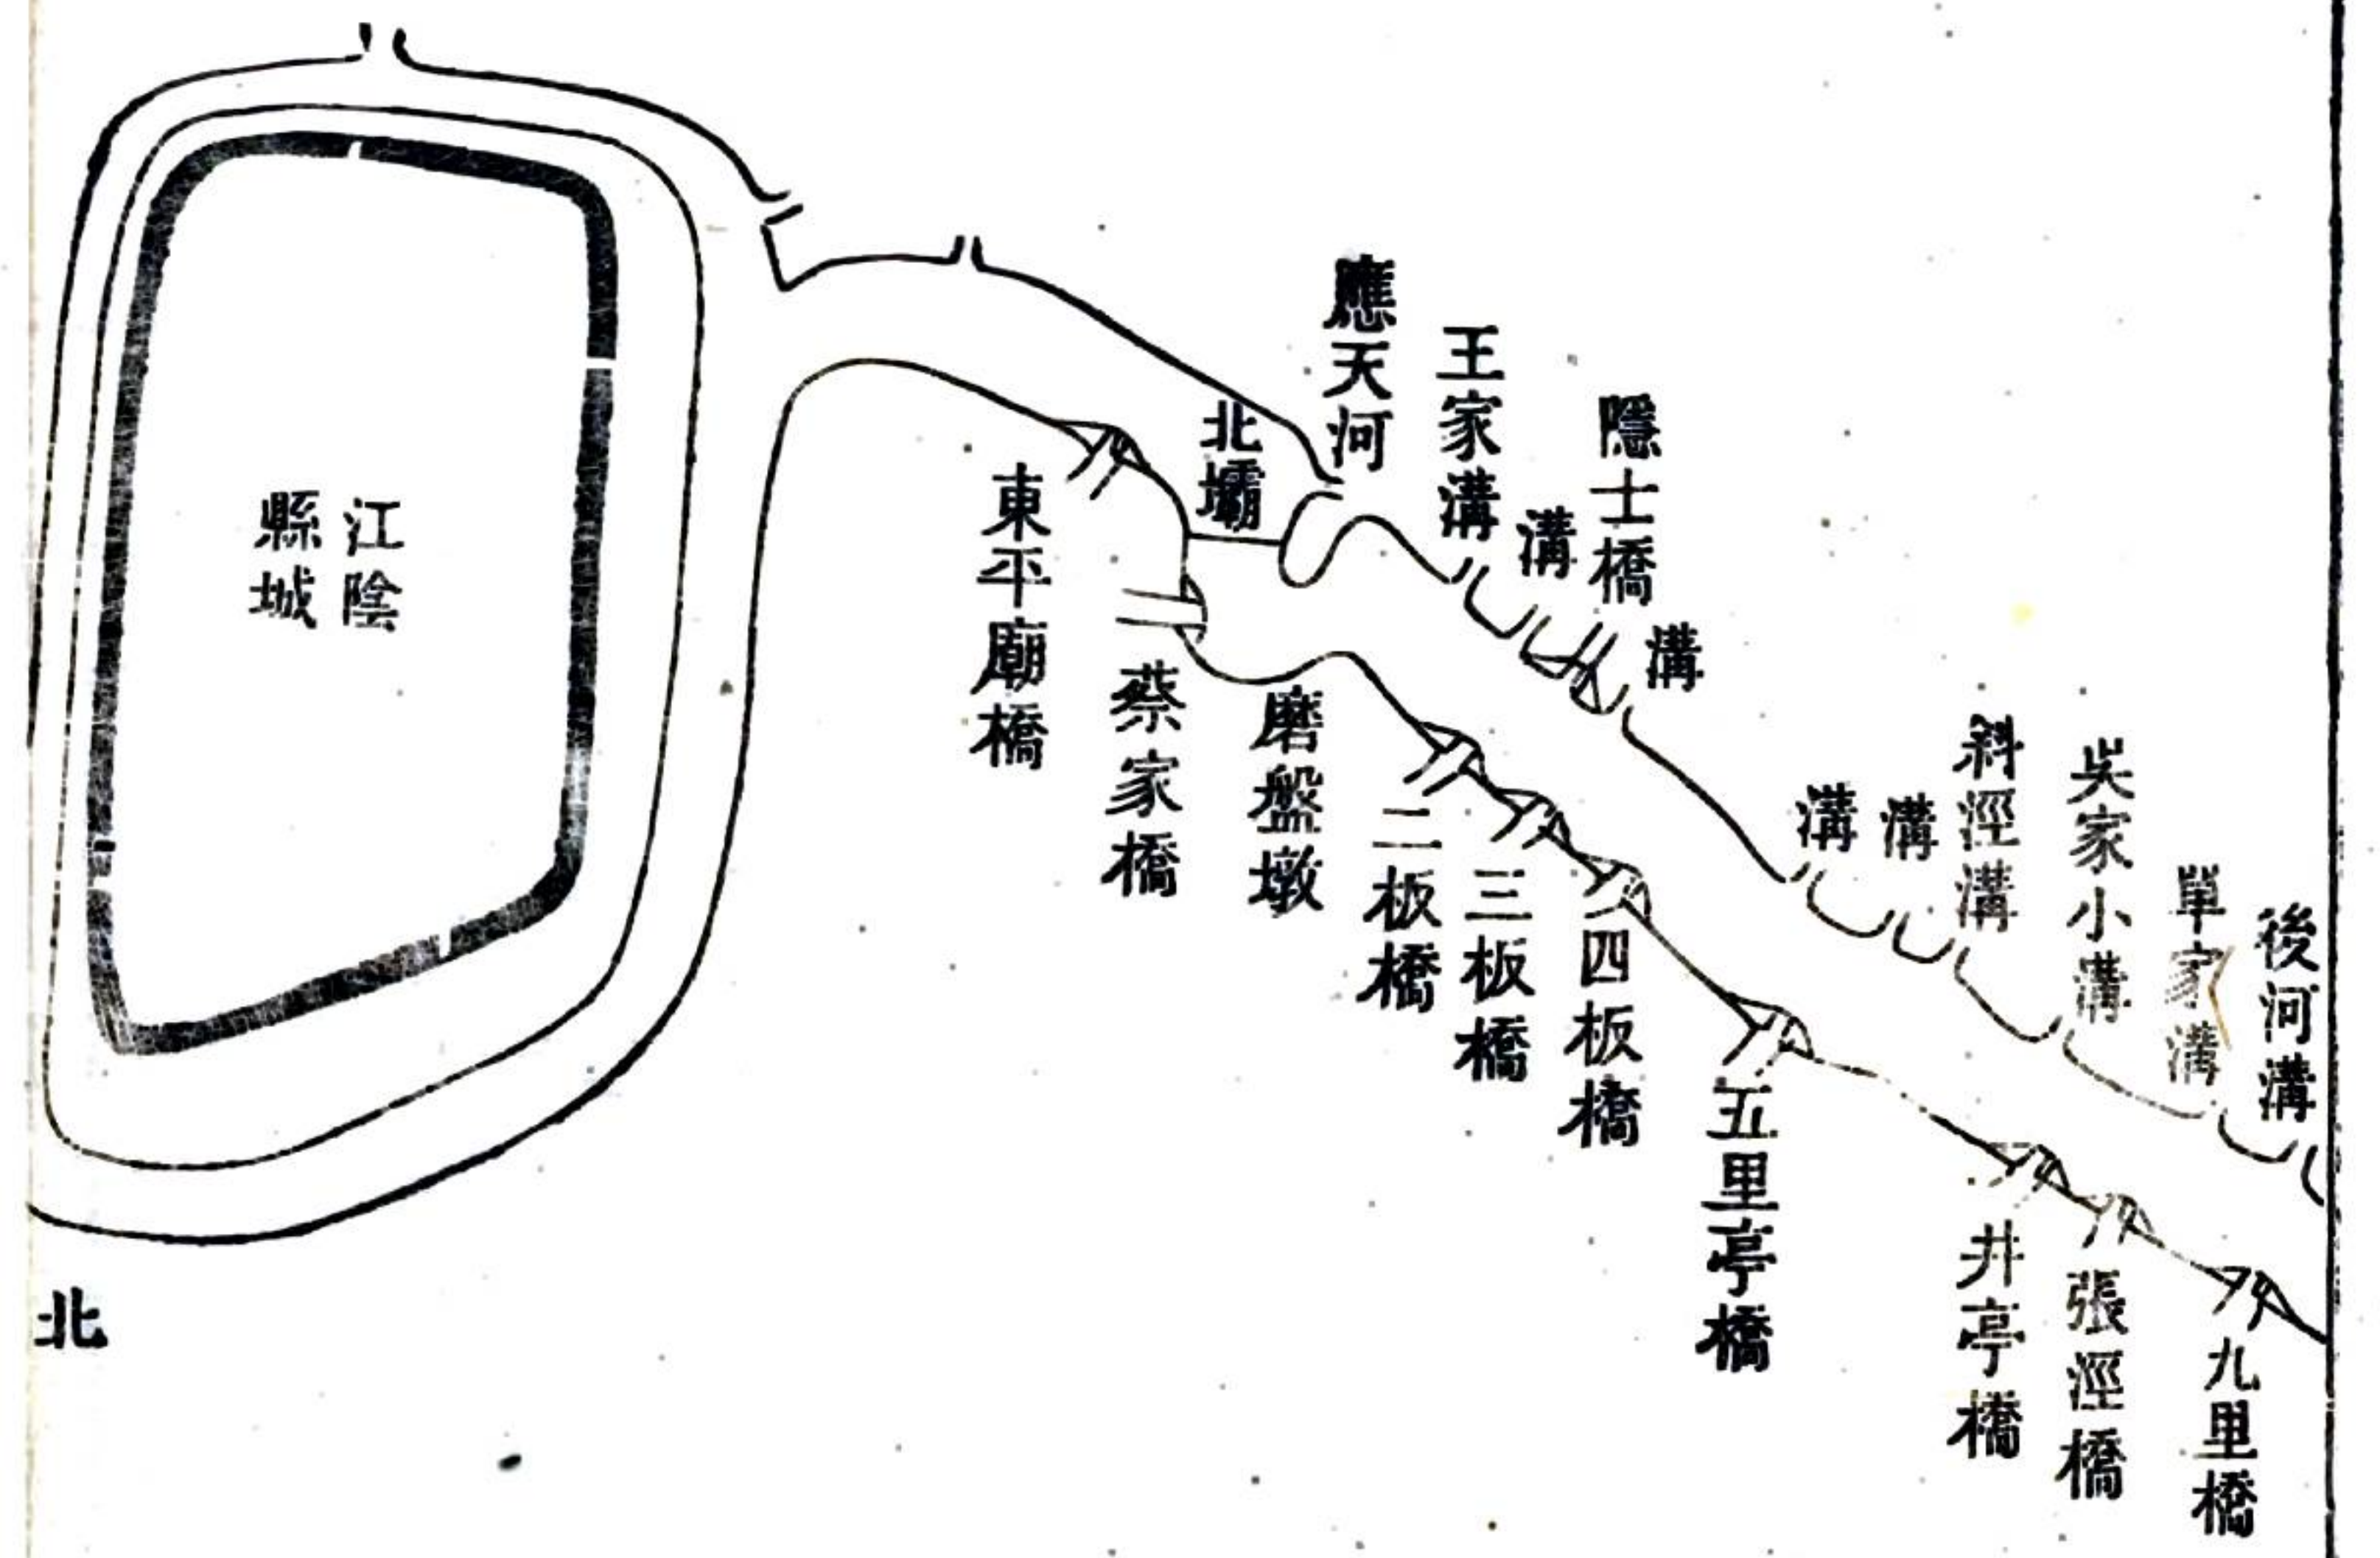 後河溝
單家溝
吳家小溝
斜涇溝
溝
溝
溝
隱士橋
溝
王家溝
應天河
北壩
九里橋
張涇橋
井亭橋
五里亭橋
四板橋
三板橋
二板橋
磨盤墩
蔡家橋
東平廟橋
江陰
縣城
北